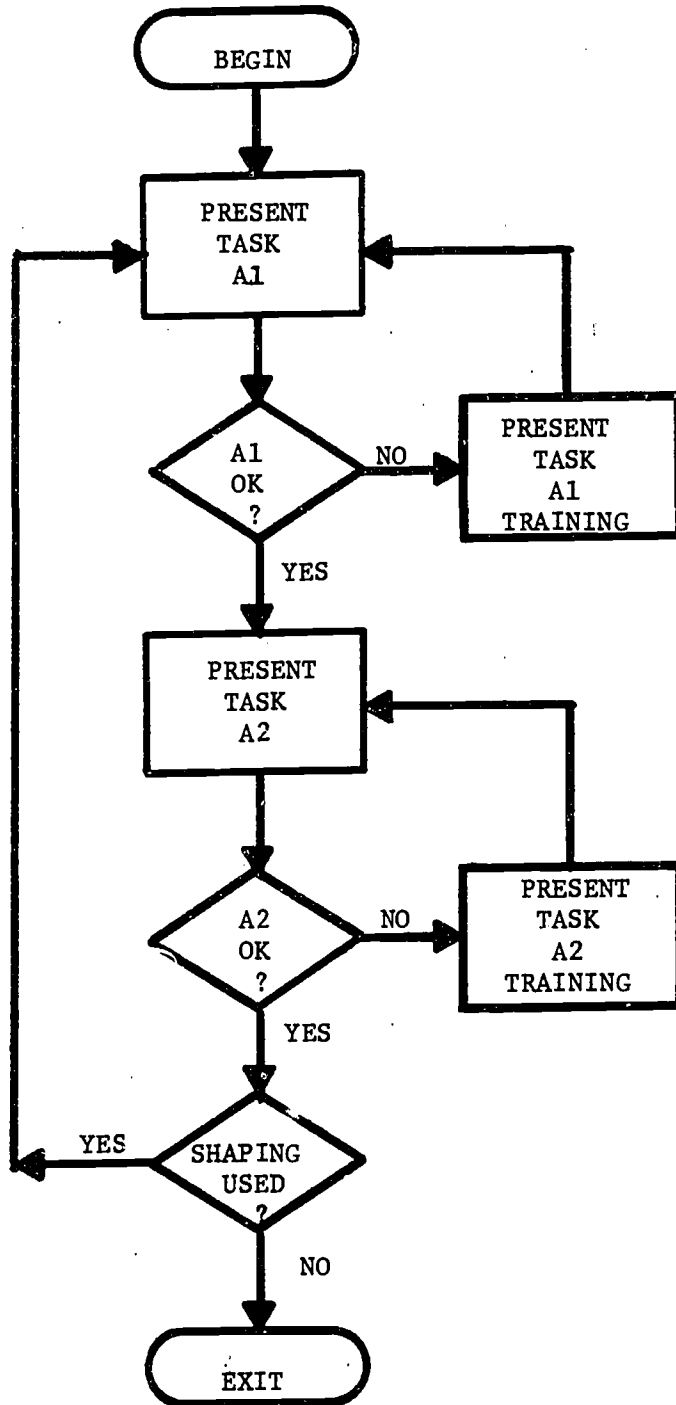 BEGIN
PRESENT
TASK
A1
A1
OK
?
NO
PRESENT
TASK
A1
TRAINING
YES
PRESENT
TASK
A2
A2
OK
?
NO
PRESENT
TASK
A2
TRAINING
YES
SHAPING
USED
?
YES
NO
EXIT